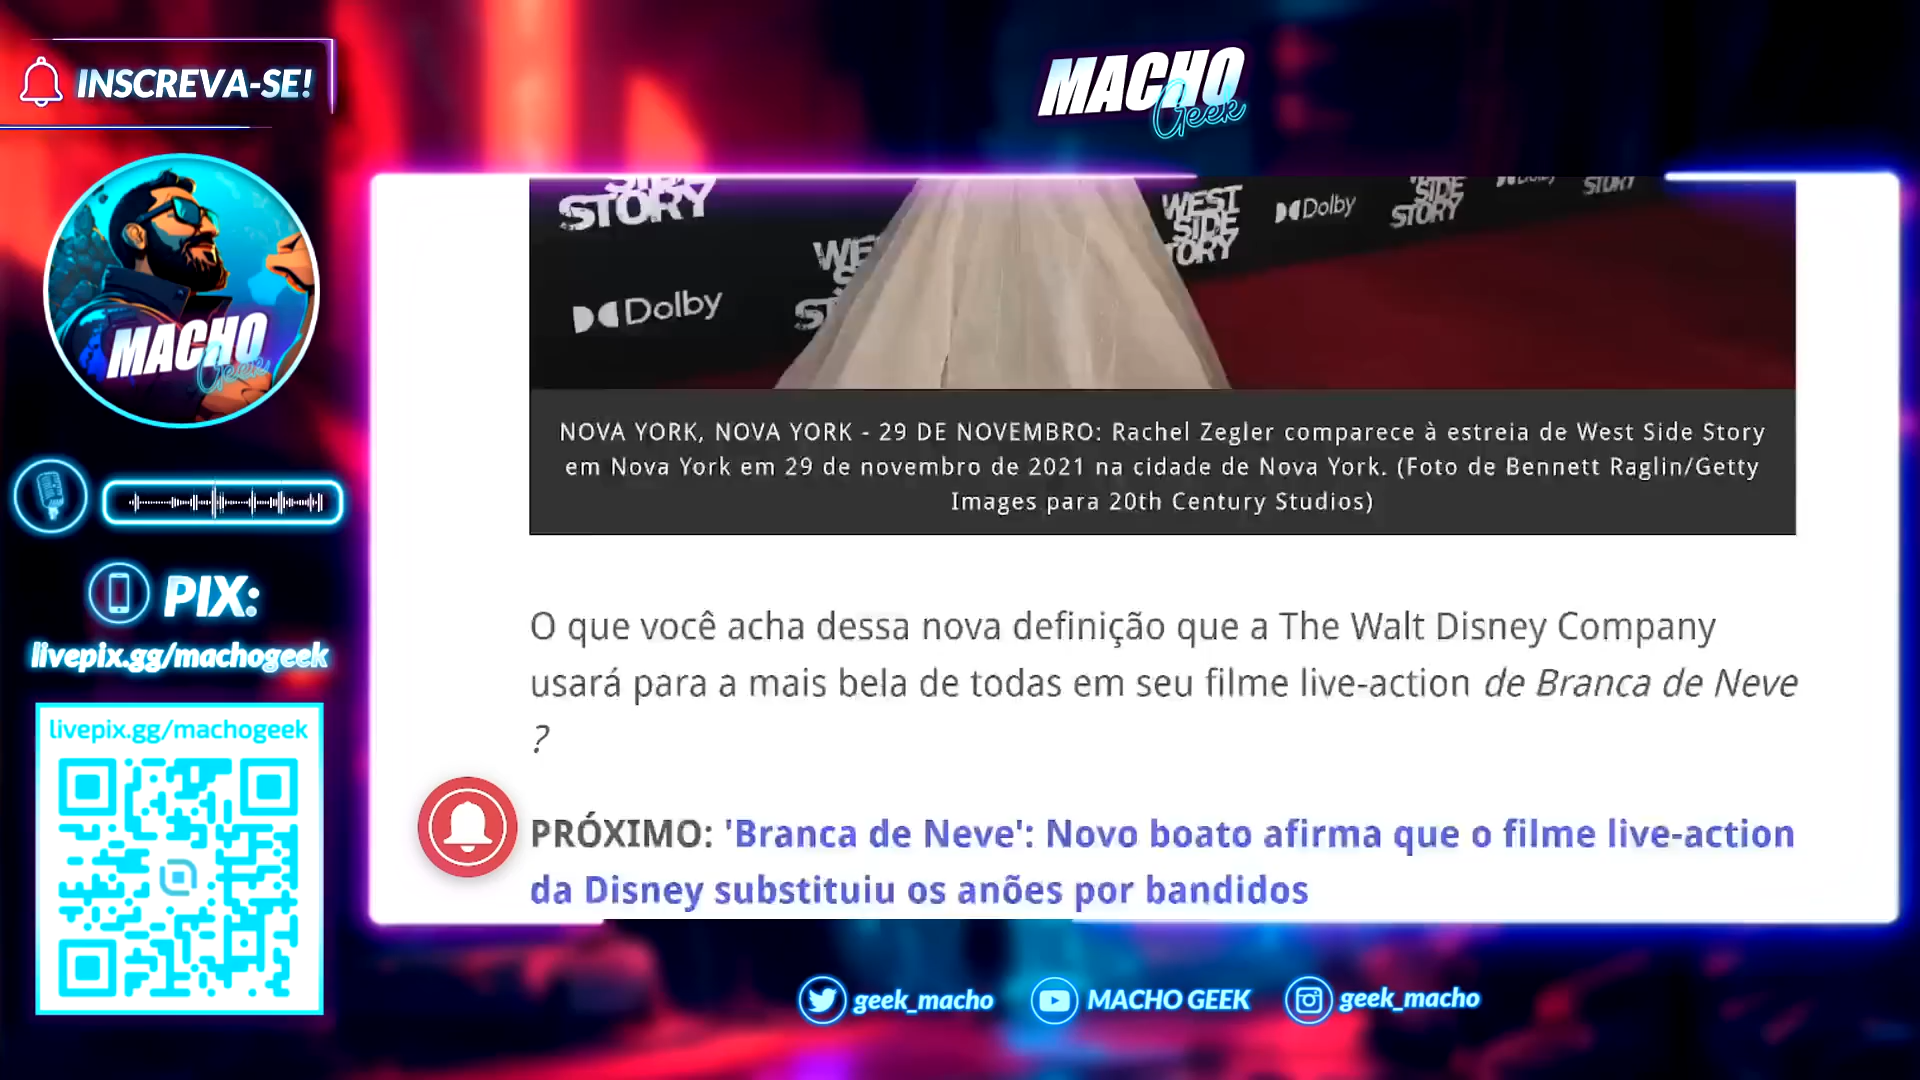 INSCREVA-SE!
MACHO
Geek
MACHO
Geek
PIX:
livepix.gg/machogeek
livepix.gg/machogeek
STORY
WE
Dolby
WEST
SIDE
TORY
Dolby
SIDE
STORY
STORY
NOVA YORK, NOVA YORK - 29 DE NOVEMBRO: Rachel Zegler comparece à estreia de West Side Story
em Nova York em 29 de novembro de 2021 na cidade de Nova York. (Foto de Bennett Raglin/Getty
Images para 20th Century Studios)
O que você acha dessa nova definição que a The Walt Disney Company
usará para a mais bela de todas em seu filme live-action de Branca de Neve
?
PRÓXIMO: 'Branca de Neve': Novo boato afirma que o filme live-action
da Disney substituiu os anões por bandidos
geek_macho
MACHO GEEK
geek_macho